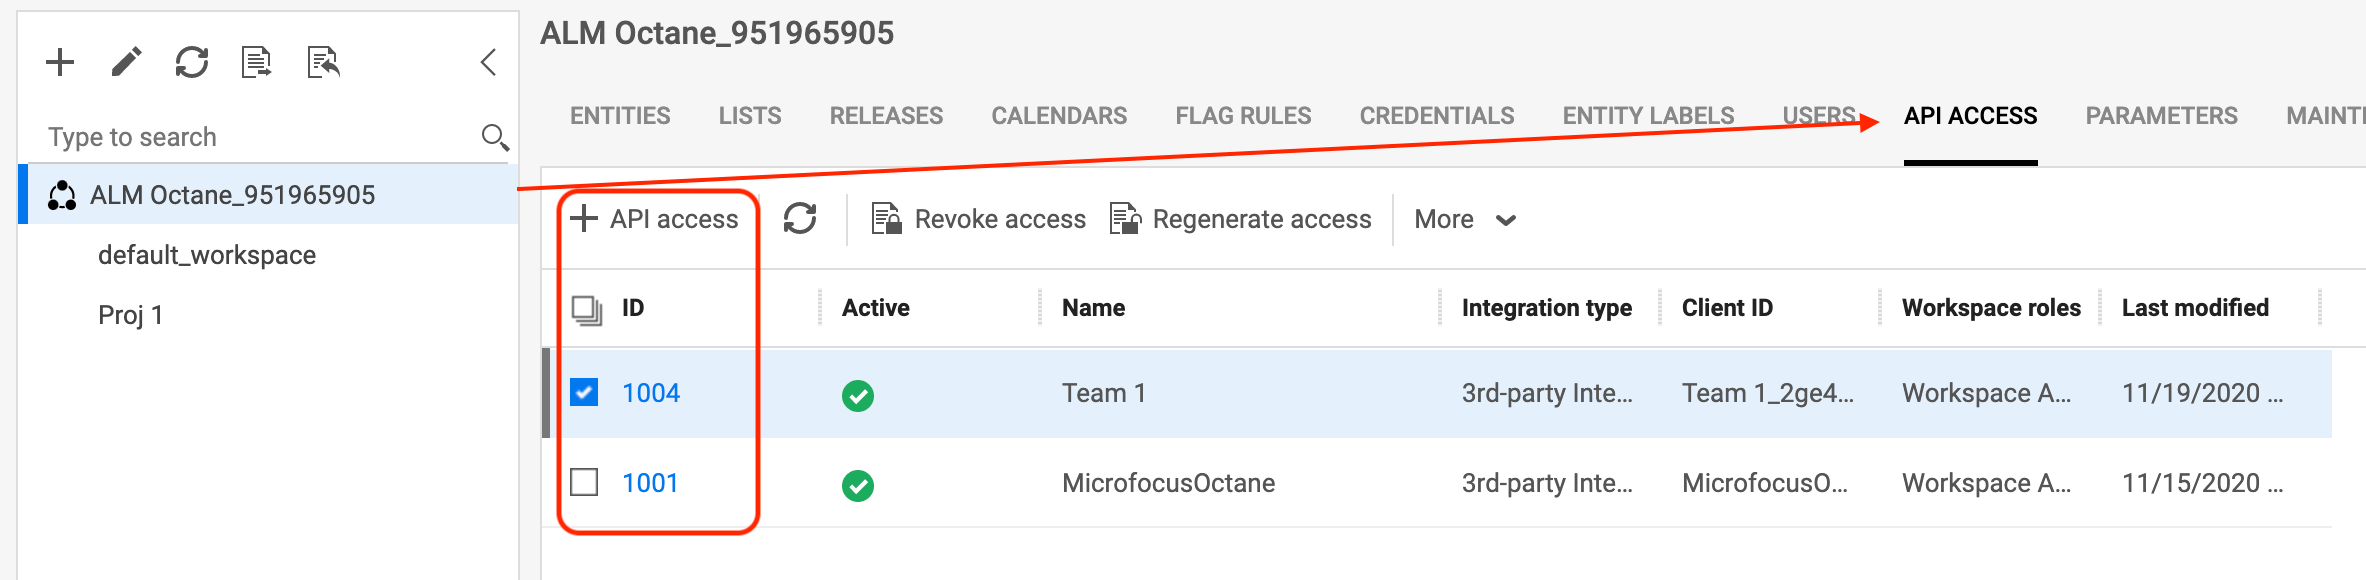 ALM Octane_951965905
Type to search
ALM Octane_951965905
default_workspace
Proj 1
ENTITIES LISTS RELEASES CALENDARS FLAG RULES CREDENTIALS ENTITY LABELS USERS API ACCESS PARAMETERS MAINTI
API access Revoke access Regenerate access More
ID Active Name Integration type Client ID Workspace roles Last modified
1004 Team 1 3rd-party Inte... Team 1_2ge4... Workspace A... 11/19/2020 ...
1001 MicrofocusOctane 3rd-party Inte... MicrofocusO... Workspace A... 11/15/2020 ...